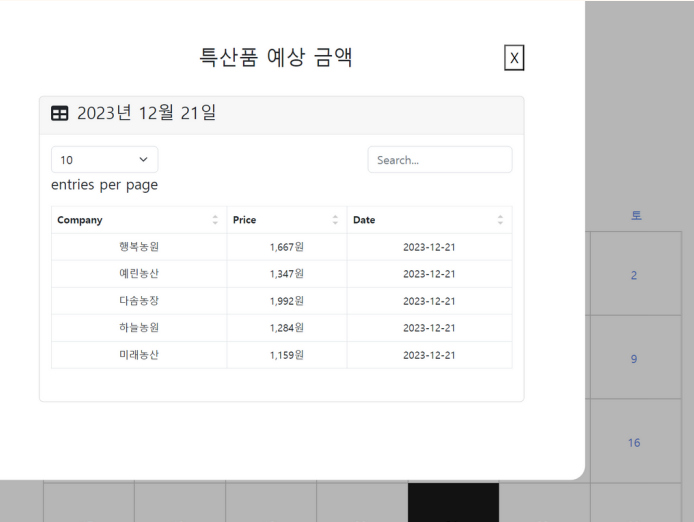 특산품 예상 금액
X
2023년 12월 21일
10
Search...
entries per page
Company Price Date
행복농원 1,667원 2023-12-21
예린농산 1,347원 2023-12-21
다솜농장 1,992원 2023-12-21
하늘농원 1,284원 2023-12-21
미래농산 1,159원 2023-12-21
토
2
9
16